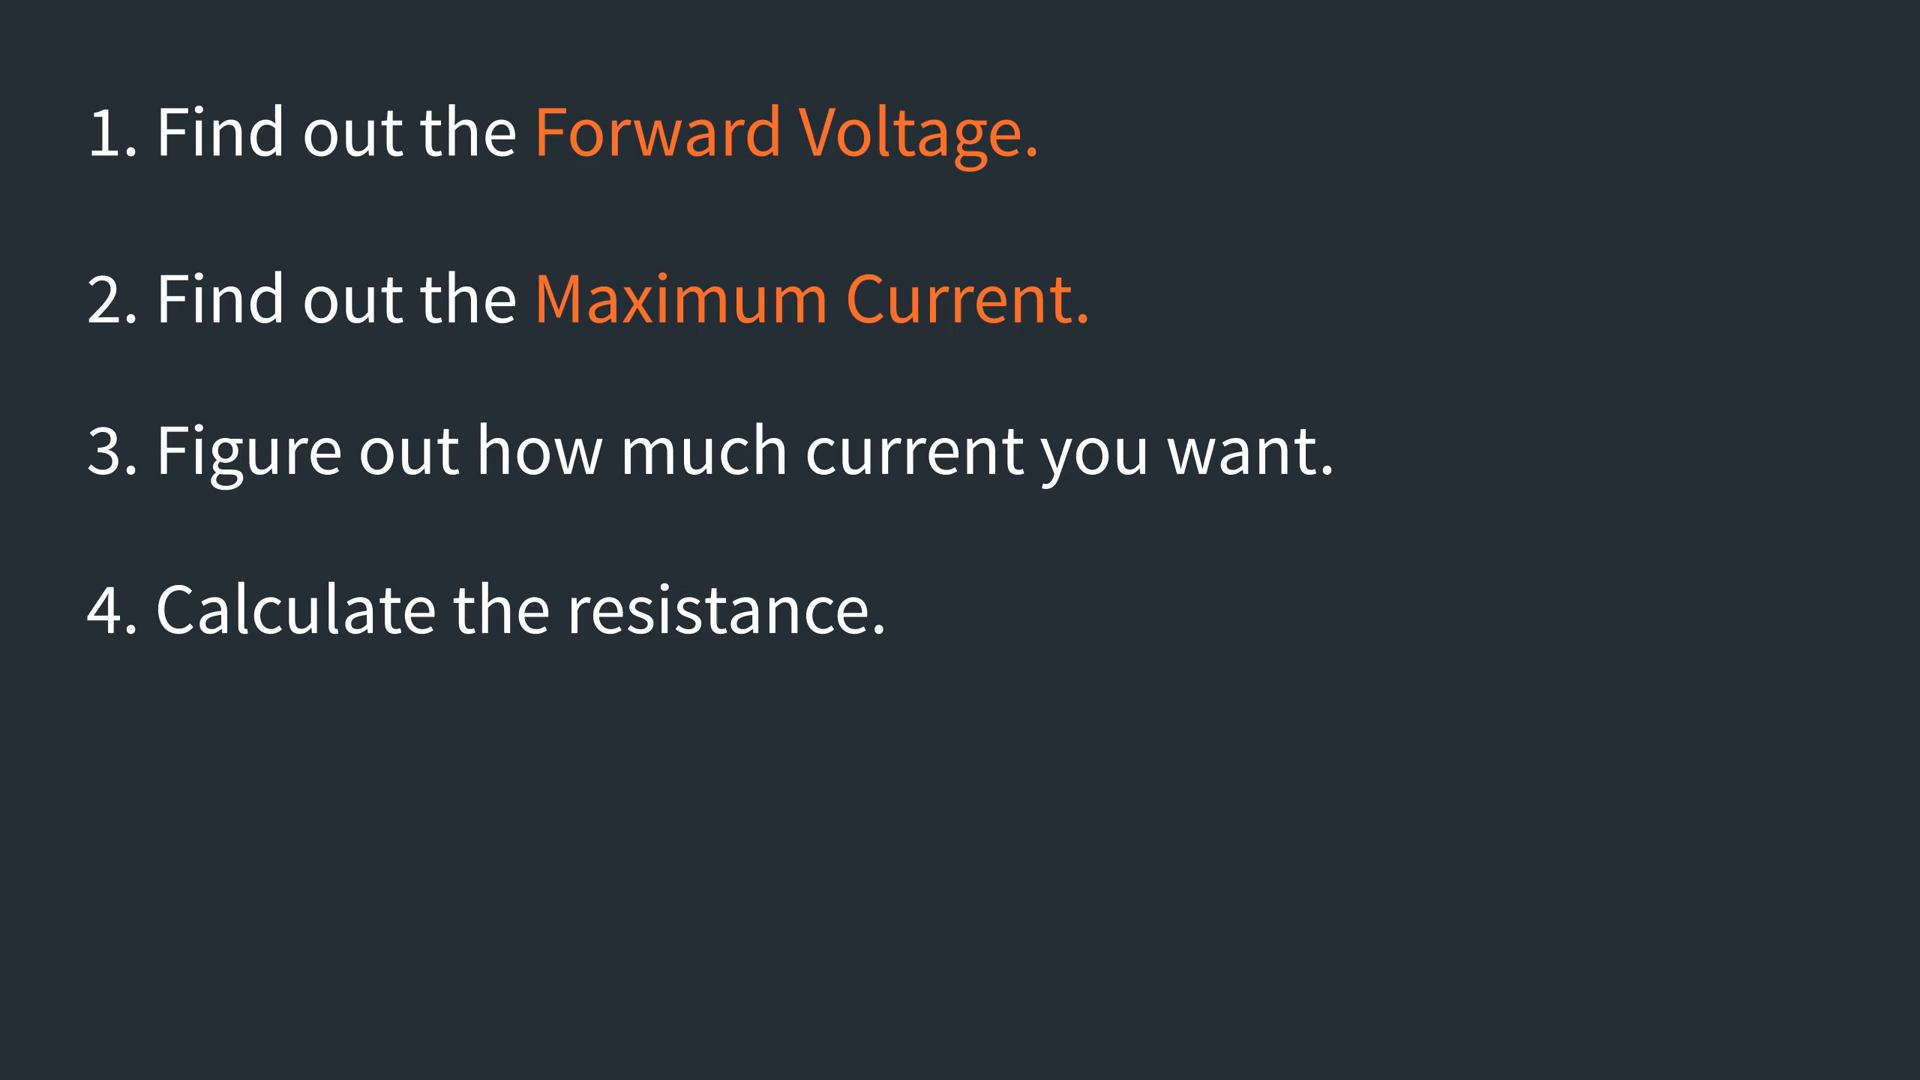 1. Find out the Forward Voltage.
2. Find out the Maximum Current.
3. Figure out how much current you want.
4. Calculate the resistance.